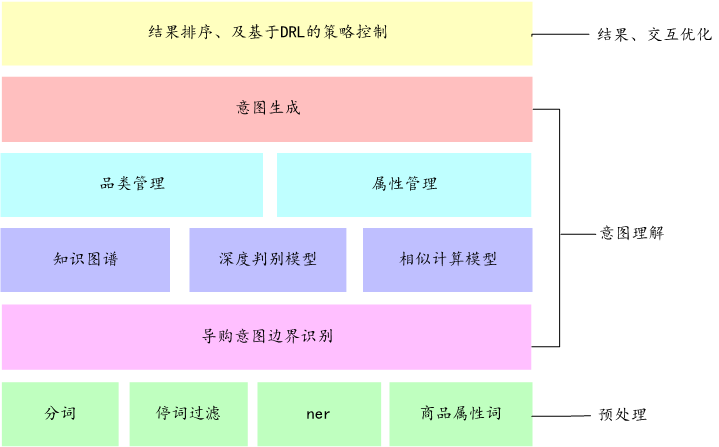 结果排序、及基于DRL的策略控制
结果、交互优化
意图生成
品类管理
属性管理
意图理解
知识图谱
深度判别模型
相似计算模型
导购意图边界识别
分词
停词过滤
ner
商品属性词
预处理